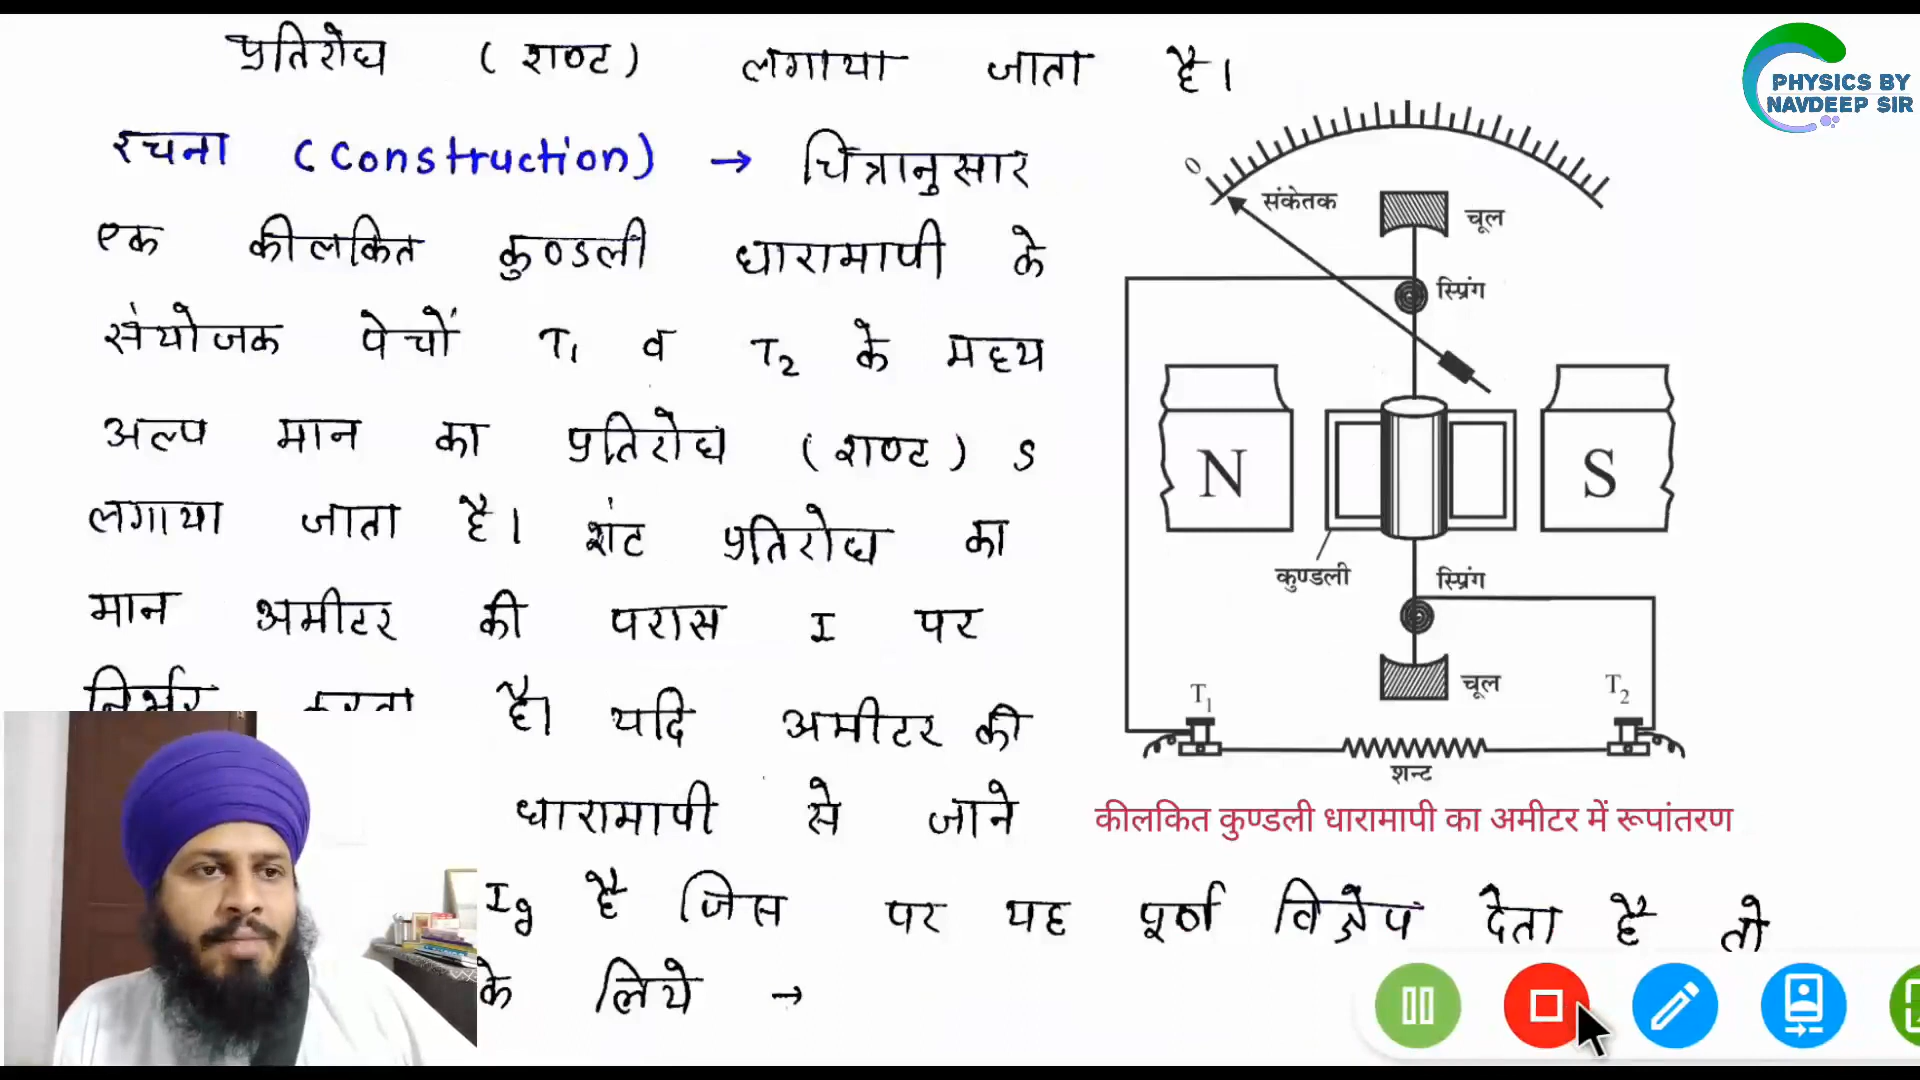 प्रतिरोध (शण्ट) लगाया जाता है।
रचना (Construction) → चित्रानुसार
एक कीलकित कुण्डली धारामापी के
संयोजक पेचों T1 व T2 के मध्य
अल्प मान का प्रतिरोध (शण्ट) S
लगाया जाता है। शंट प्रतिरोध का
मान अमीटर की परास I पर
निर्भर करता है। यदि अमीटर की
धारामापी से जाने
Ig है जिस पर यह पूर्ण विक्षेप देता है तो
के लिये →
PHYSICS BY
NAVDEEP SIR
0
संकेतक
चूल
स्प्रिंग
N
S
कुण्डली
स्प्रिंग
चूल
T1
T2
शन्ट
कीलकित कुण्डली धारामापी का अमीटर में रूपांतरण